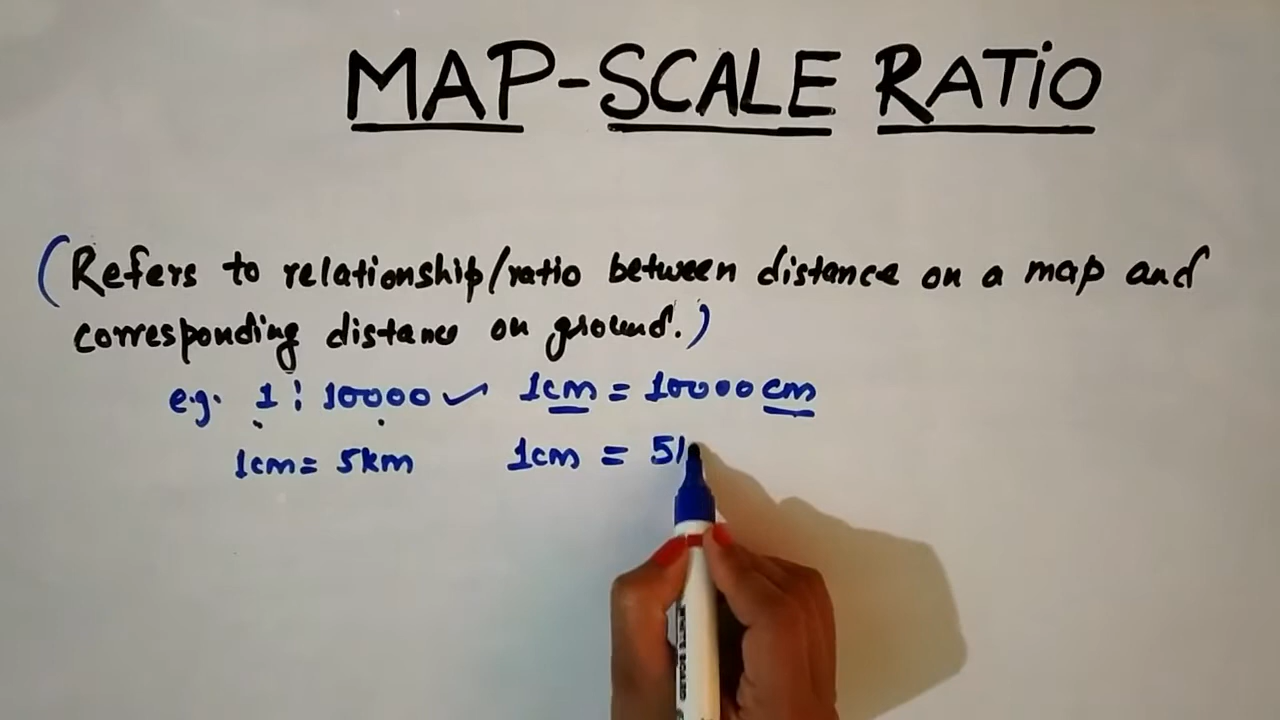 MAP-SCALE RATiO
(Refers to relationship/ratio between distance on a map and
corresponding distance on ground.)
e.g. 1:10000 ✓ 1cm = 10000 cm
1cm = 5km 1cm = 5